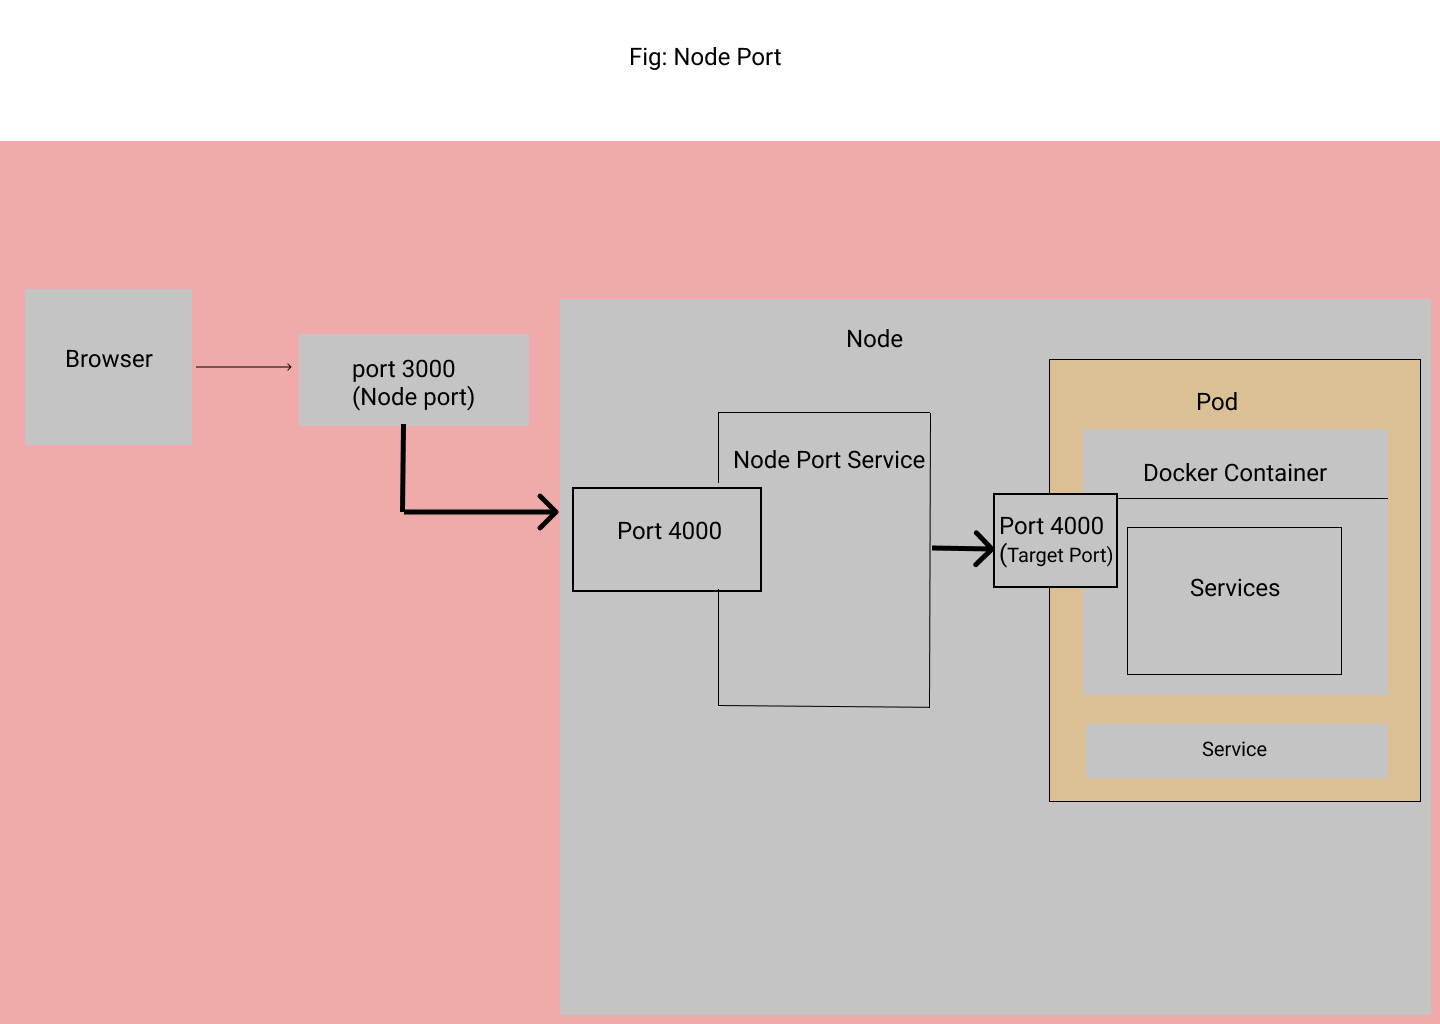 Fig: Node Port
Browser
port 3000
(Node port)
Node
Node Port Service
Port 4000
Pod
Docker Container
Port 4000
(Target Port)
Services
Service